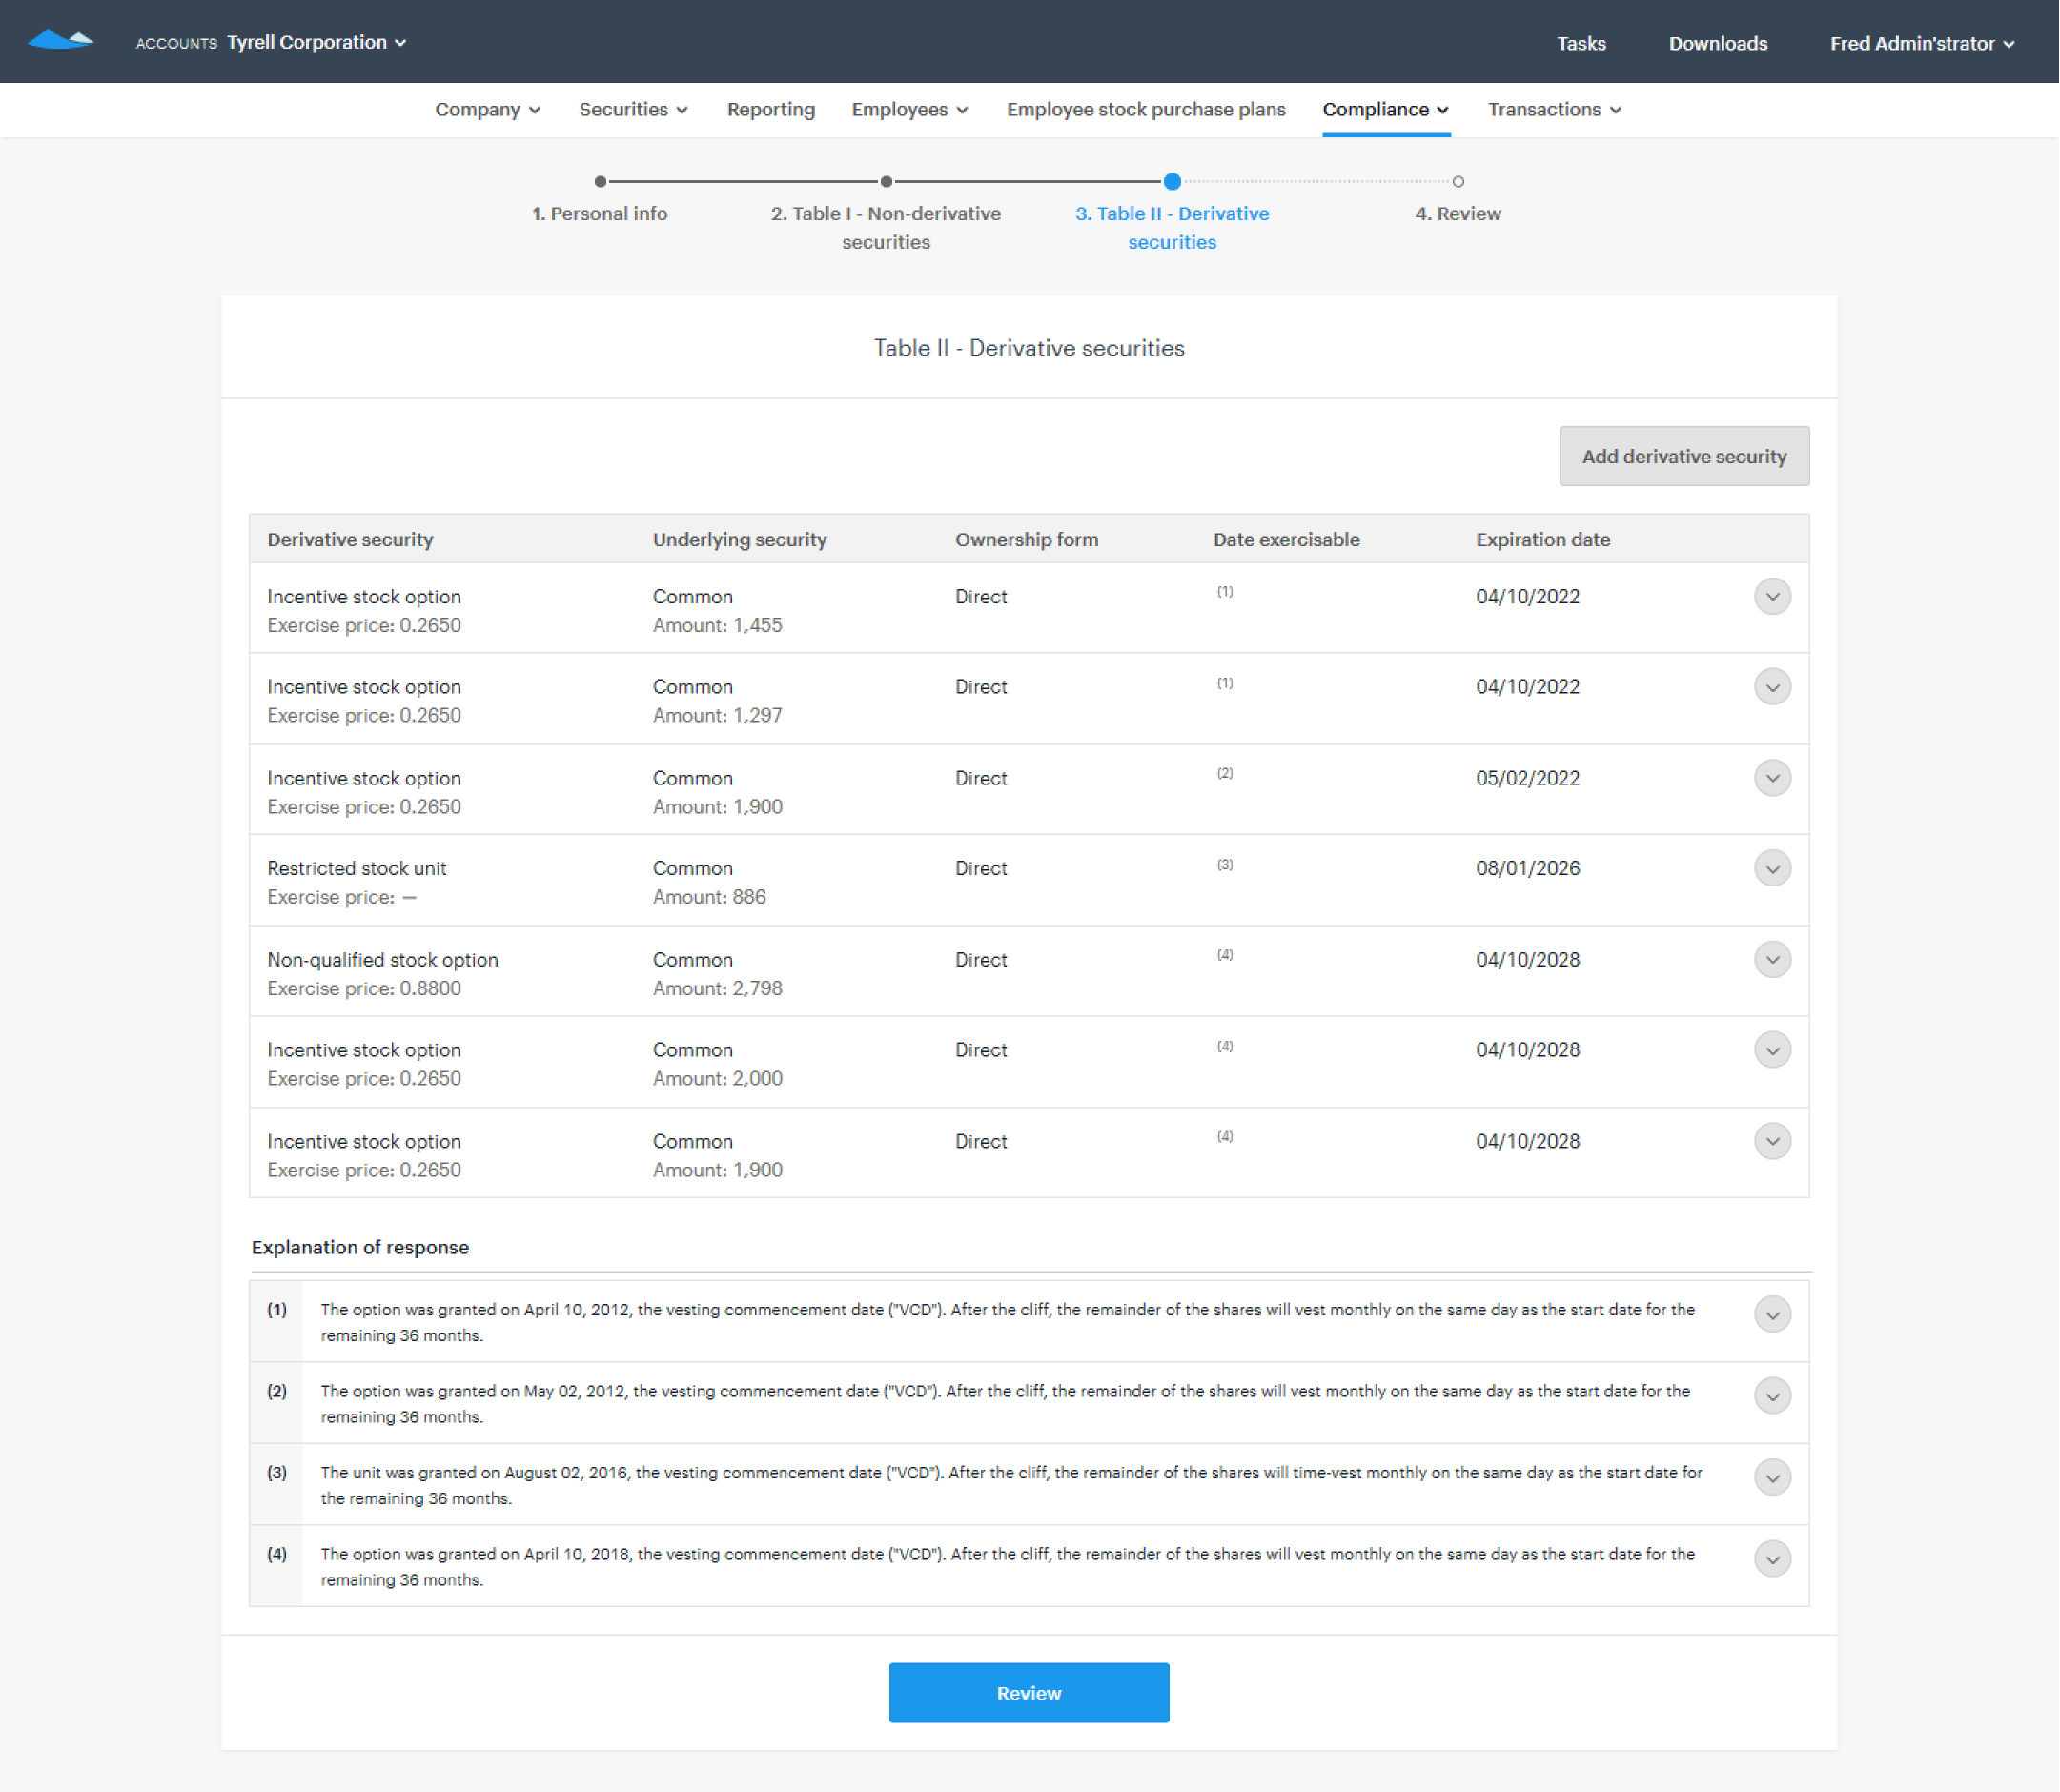 ACCOUNTS Tyrell Corporation
Tasks
Downloads
Fred Admin'strator
Company
Securities
Reporting
Employees
Employee stock purchase plans
Compliance
Transactions
1. Personal info
2. Table I - Non-derivative
securities
3. Table II - Derivative
securities
4. Review
Table II - Derivative securities
Add derivative security
Derivative security Underlying security Ownership form Date exercisable Expiration date
Incentive stock option Common Direct (1) 04/10/2022
Exercise price: 0.2650 Amount: 1,455
Incentive stock option Common Direct (1) 04/10/2022
Exercise price: 0.2650 Amount: 1,297
Incentive stock option Common Direct (2) 05/02/2022
Exercise price: 0.2650 Amount: 1,900
Restricted stock unit Common Direct (3) 08/01/2026
Exercise price: — Amount: 886
Non-qualified stock option Common Direct (4) 04/10/2028
Exercise price: 0.8800 Amount: 2,798
Incentive stock option Common Direct (4) 04/10/2028
Exercise price: 0.2650 Amount: 2,000
Incentive stock option Common Direct (4) 04/10/2028
Exercise price: 0.2650 Amount: 1,900
Explanation of response
(1) The option was granted on April 10, 2012, the vesting commencement date ("VCD"). After the cliff, the remainder of the shares will vest monthly on the same day as the start date for the
remaining 36 months.
(2) The option was granted on May 02, 2012, the vesting commencement date ("VCD"). After the cliff, the remainder of the shares will vest monthly on the same day as the start date for the
remaining 36 months.
(3) The unit was granted on August 02, 2016, the vesting commencement date ("VCD"). After the cliff, the remainder of the shares will time-vest monthly on the same day as the start date for
the remaining 36 months.
(4) The option was granted on April 10, 2018, the vesting commencement date ("VCD"). After the cliff, the remainder of the shares will vest monthly on the same day as the start date for the
remaining 36 months.
Review